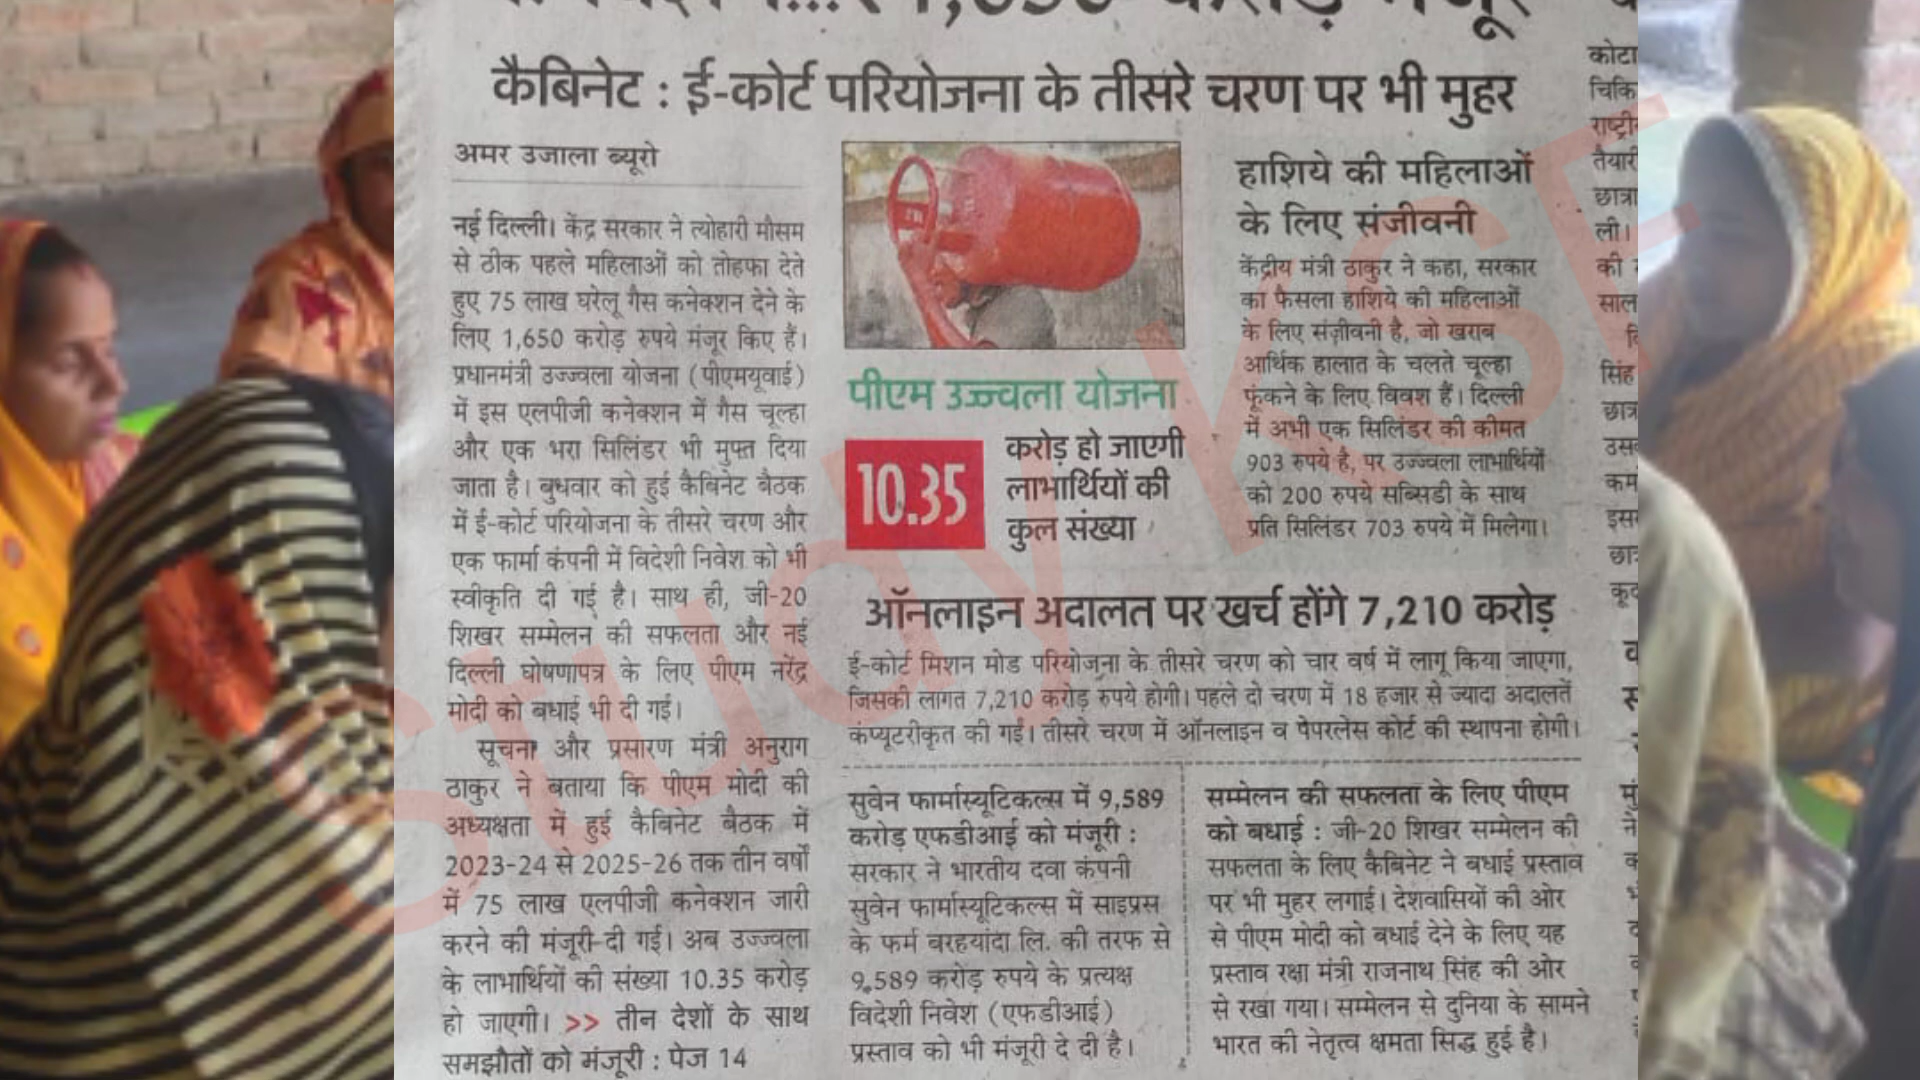 1,650 करोड़ मंजूर
कैबिनेट : ई-कोर्ट परियोजना के तीसरे चरण पर भी मुहर
अमर उजाला ब्यूरो
नई दिल्ली। केंद्र सरकार ने त्योहारी मौसम
से ठीक पहले महिलाओं को तोहफा देते
हुए 75 लाख घरेलू गैस कनेक्शन देने के
लिए 1,650 करोड़ रुपये मंजूर किए हैं।
प्रधानमंत्री उज्ज्वला योजना (पीएमयूवाई)
में इस एलपीजी कनेक्शन में गैस चूल्हा
और एक भरा सिलिंडर भी मुफ्त दिया
जाता है। बुधवार को हुई कैबिनेट बैठक
में ई-कोर्ट परियोजना के तीसरे चरण और
एक फार्मा कंपनी में विदेशी निवेश को भी
स्वीकृति दी गई है। साथ ही, जी-20
शिखर सम्मेलन की सफलता और नई
दिल्ली घोषणापत्र के लिए पीएम नरेंद्र
मोदी को बधाई भी दी गई।
सूचना और प्रसारण मंत्री अनुराग
ठाकुर ने बताया कि पीएम मोदी की
अध्यक्षता में हुई कैबिनेट बैठक में
2023-24 से 2025-26 तक तीन वर्षों
में 75 लाख एलपीजी कनेक्शन जारी
करने की मंजूरी दी गई। अब उज्ज्वला
के लाभार्थियों की संख्या 10.35 करोड़
हो जाएगी। >> तीन देशों के साथ
समझौतों को मंजूरी : पेज 14
पीएम उज्ज्वला योजना
10.35
करोड़ हो जाएगी
लाभार्थियों की
कुल संख्या
हाशिये की महिलाओं
के लिए संजीवनी
केंद्रीय मंत्री ठाकुर ने कहा, सरकार
का फैसला हाशिये की महिलाओं
के लिए संजीवनी है, जो खराब
आर्थिक हालात के चलते चूल्हा
फूंकने के लिए विवश हैं। दिल्ली
में अभी एक सिलिंडर की कीमत
903 रुपये है, पर उज्ज्वला लाभार्थियों
को 200 रुपये सब्सिडी के साथ
प्रति सिलिंडर 703 रुपये में मिलेगा।
ऑनलाइन अदालत पर खर्च होंगे 7,210 करोड़
ई-कोर्ट मिशन मोड परियोजना के तीसरे चरण को चार वर्ष में लागू किया जाएगा,
जिसकी लागत 7,210 करोड़ रुपये होगी। पहले दो चरण में 18 हजार से ज्यादा अदालतें
कंप्यूटरीकृत की गईं। तीसरे चरण में ऑनलाइन व पेपरलेस कोर्ट की स्थापना होगी।
सुवेन फार्मास्यूटिकल्स में 9,589
करोड़ एफडीआई को मंजूरी :
सरकार ने भारतीय दवा कंपनी
सुवेन फार्मास्यूटिकल्स में साइप्रस
के फर्म बरहयांदा लि. की तरफ से
9,589 करोड़ रुपये के प्रत्यक्ष
विदेशी निवेश (एफडीआई)
प्रस्ताव को भी मंजूरी दे दी है।
सम्मेलन की सफलता के लिए पीएम
को बधाई : जी-20 शिखर सम्मेलन की
सफलता के लिए कैबिनेट ने बधाई प्रस्ताव
पर भी मुहर लगाई। देशवासियों की ओर
से पीएम मोदी को बधाई देने के लिए यह
प्रस्ताव रक्षा मंत्री राजनाथ सिंह की ओर
से रखा गया। सम्मेलन से दुनिया के सामने
भारत की नेतृत्व क्षमता सिद्ध हुई है।
कोटा
चिकि
राष्ट्री
तैयारी
छात्रा
ली।
की
साल
सिंह
छात्र
उस
कम
इस
छा
Study KSF